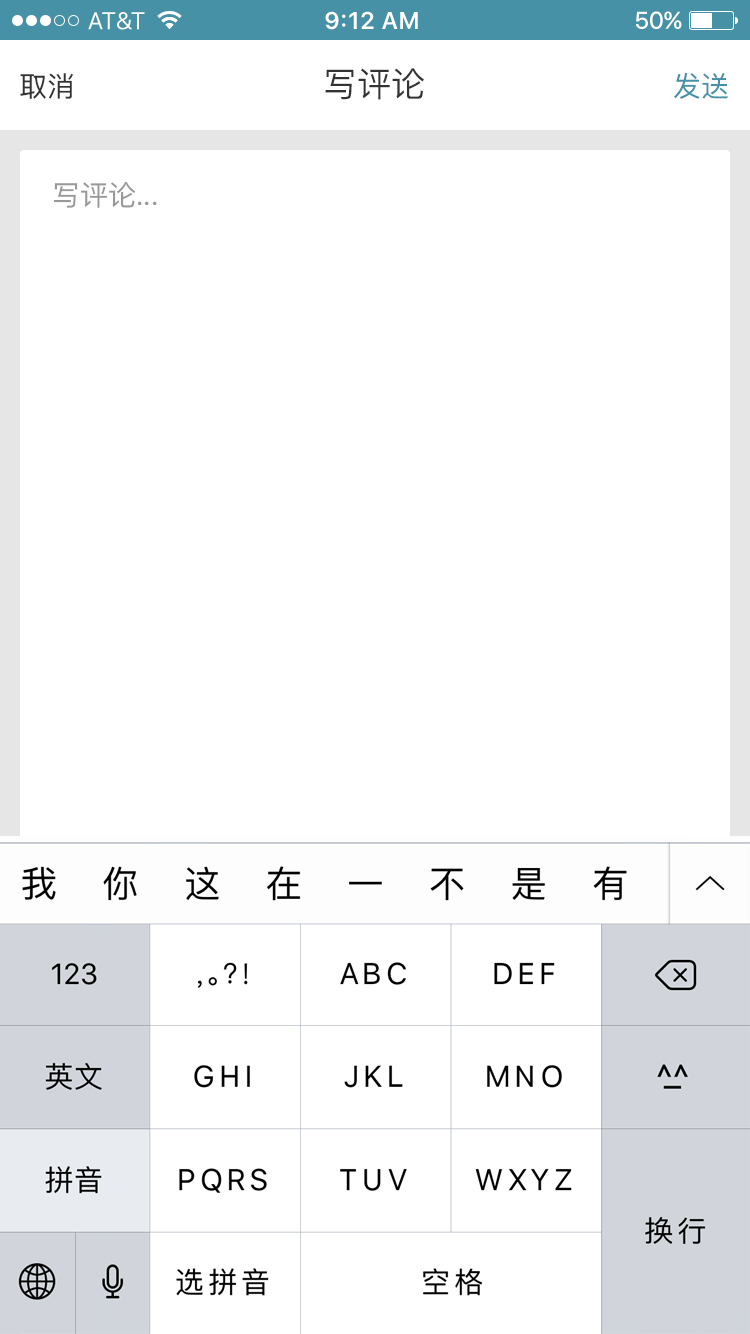 AT&T 9:12 AM 50%
取消 写评论 发送
写评论...
我 你 这 在 一 不 是 有
123 ,。?! ABC DEF
英文 GHI JKL MNO ^^
拼音 PQRS TUV WXYZ
换行
选拼音 空格